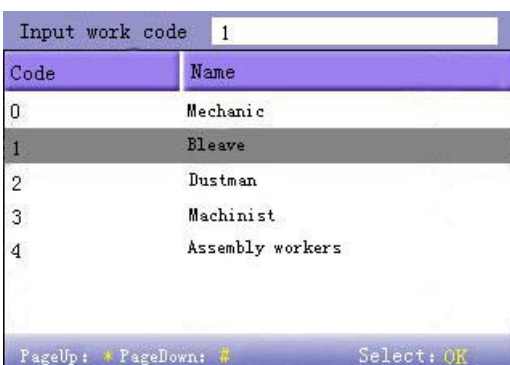 Input work code 1
Code Name
0 Mechanic
1 Bleave
2 Dustman
3 Machinist
4 Assembly workers
PageUp: * PageDown: # Select: OK